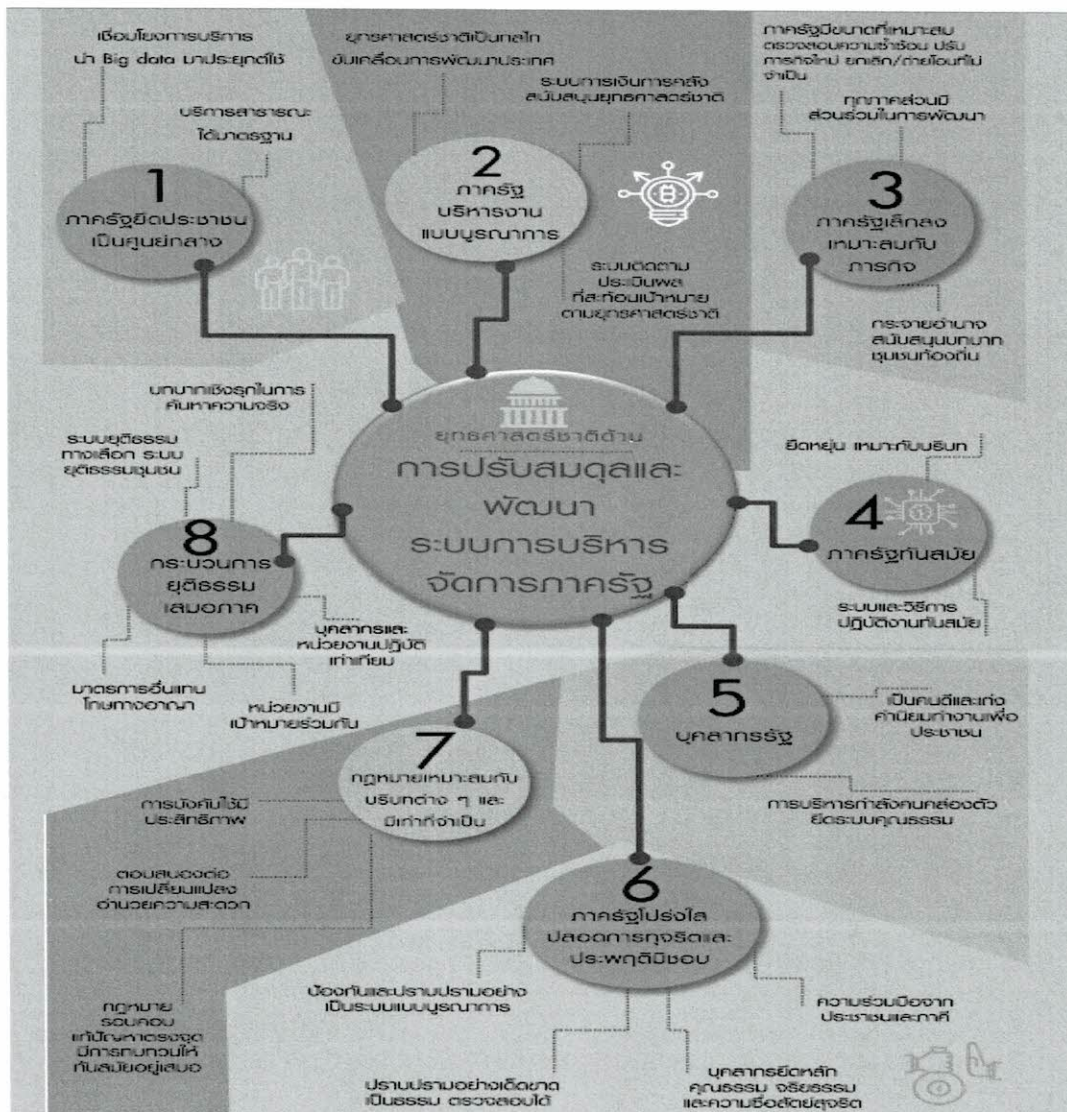 ยุทธศาสตร์ชาติด้าน
การปรับสมดุลและ
พัฒนา
ระบบการบริหาร
จัดการภาครัฐ
เชื่อมโยงการบริการ
นำ Big data มาประยุกต์ใช้
บริการสาธารณะ
ได้มาตรฐาน
1
ภาครัฐยึดประชาชน
เป็นศูนย์กลาง
ยุทธศาสตร์ชาติเป็นกลไก
ขับเคลื่อนการพัฒนาประเทศ
ระบบการเงินการคลัง
สนับสนุนยุทธศาสตร์ชาติ
2
ภาครัฐ
บริหารงาน
แบบบูรณาการ
ระบบติดตาม
ประเมินผล
ที่สะท้อนเป้าหมาย
ตามยุทธศาสตร์ชาติ
ภาครัฐมีขนาดที่เหมาะสม
ตรวจสอบความซ้ำซ้อน ปรับ
ภารกิจใหม่ ยกเลิก/ถ่ายโอนที่ไม่
จำเป็น
ทุกภาคส่วนมี
ส่วนร่วมในการพัฒนา
3
ภาครัฐเล็กลง
เหมาะสมกับ
ภารกิจ
กระจายอำนาจ
สนับสนุนบทบาท
ชุมชนท้องถิ่น
ยืดหยุ่น เหมาะกับบริบท
4
ภาครัฐทันสมัย
ระบบและวิธีการ
ปฏิบัติงานทันสมัย
5
บุคลากรรัฐ
เป็นคนดีและเก่ง
ค่านิยมทำงานเพื่อ
ประชาชน
การบริหารกำลังคนคล่องตัว
ยึดระบบคุณธรรม
6
ภาครัฐโปร่งใส
ปลอดการทุจริตและ
ประพฤติมิชอบ
ป้องกันและปราบปรามอย่าง
เป็นระบบแบบบูรณาการ
ความร่วมมือจาก
ประชาชนและภาคี
ปราบปรามอย่างเด็ดขาด
เป็นธรรม ตรวจสอบได้
บุคลากรยึดหลัก
คุณธรรม จริยธรรม
และความซื่อสัตย์สุจริต
7
กฎหมายเหมาะสมกับ
บริบทต่าง ๆ และ
มีเท่าที่จำเป็น
การบังคับใช้มี
ประสิทธิภาพ
ตอบสนองต่อ
การเปลี่ยนแปลง
อำนวยความสะดวก
กฎหมาย
รอบคอบ
แก้ปัญหาตรงจุด
มีการทบทวนให้
ทันสมัยอยู่เสมอ
บทบาทเชิงรุกในการ
ค้นหาความจริง
ระบบยุติธรรม
ทางเลือก ระบบ
ยุติธรรมชุมชน
8
กระบวนการ
ยุติธรรม
เสมอภาค
บุคลากรและ
หน่วยงานปฏิบัติ
เท่าเทียม
มาตรการอื่นแทน
โทษทางอาญา
หน่วยงานมี
เป้าหมายร่วมกัน